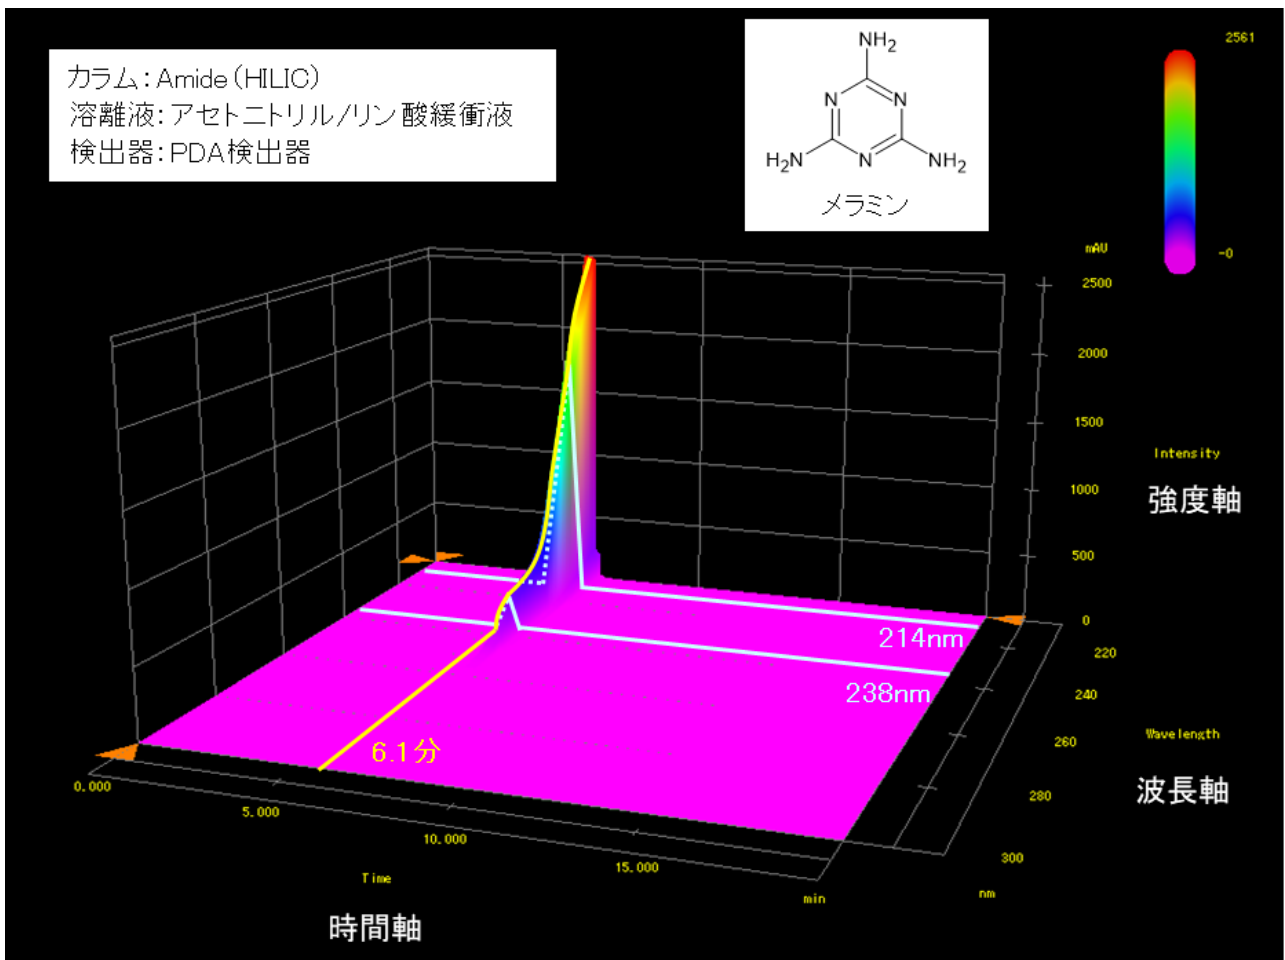 カラム:Amide(HILIC)
溶離液:アセトニトリル/リン酸緩衝液
検出器:PDA検出器
NH2
N
N
N
H2N
NH2
メラミン
2561
-0
mAU
2500
2000
1500
1000
500
0
Intensity
強度軸
214nm
238nm
6.1分
220
240
260
280
300
nm
Wavelength
波長軸
0.000
5.000
10.000
15.000
min
Time
時間軸